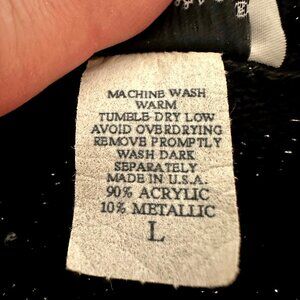 MACHINE WASH
WARM
TUMBLE DRY LOW
AVOID OVERDRYING
REMOVE PROMPTLY
WASH DARK
SEPARATELY
MADE IN U.S.A.
90% ACRYLIC
10% METALLIC
L